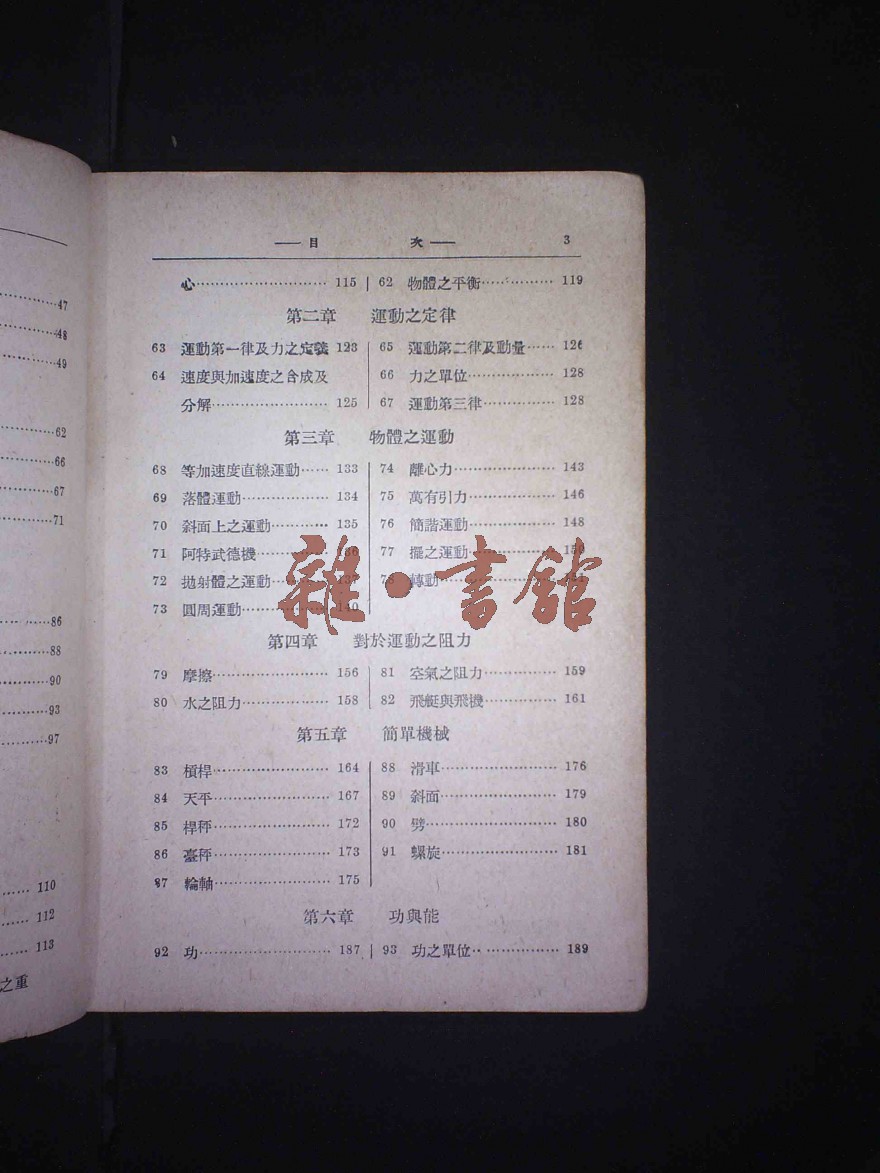 47
48
49
62
66
67
71
86
88
90
93
97
110
112
113
之重
——目 次—— 3
心………………………… 115 | 62 物體之平衡…………… 119
第二章 運動之定律
63 運動第一律及力之定義 123
64 速度與加速度之合成及
分解…………………… 125
65 運動第二律及動量…… 126
66 力之單位……………… 128
67 運動第三律…………… 128
第三章 物體之運動
68 等加速度直線運動…… 133
69 落體運動……………… 134
70 斜面上之運動………… 135
71 阿特武德機…………… 136
72 拋射體之運動…………
73 圓周運動……………… 140
74 離心力………………… 143
75 萬有引力……………… 146
76 簡諧運動……………… 148
77 擺之運動……………… 150
78 轉動……………………
雜·書館
第四章 對於運動之阻力
79 摩擦…………………… 156
80 水之阻力……………… 158
81 空氣之阻力…………… 159
82 飛艇與飛機…………… 161
第五章 簡單機械
83 槓桿…………………… 164
84 天平…………………… 167
85 桿秤…………………… 172
86 臺秤…………………… 173
87 輪軸…………………… 175
88 滑車…………………… 176
89 斜面…………………… 179
90 劈……………………… 180
91 螺旋…………………… 181
第六章 功與能
92 功……………………… 187 | 93 功之單位……………… 189